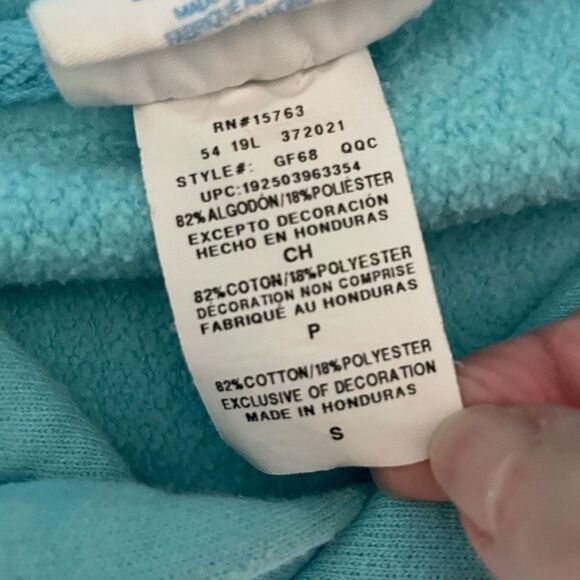 MADE
FABRIQUÉ
RN#15763
54 19L 372021
STYLE#: GF68 QQC
UPC:192503963354
82%ALGODÓN/18%POLIÉSTER
EXCEPTO DECORACIÓN
HECHO EN HONDURAS
CH
82%COTON/18%POLYESTER
DÉCORATION NON COMPRISE
FABRIQUÉ AU HONDURAS
P
82%COTTON/18%POLYESTER
EXCLUSIVE OF DECORATION
MADE IN HONDURAS
S